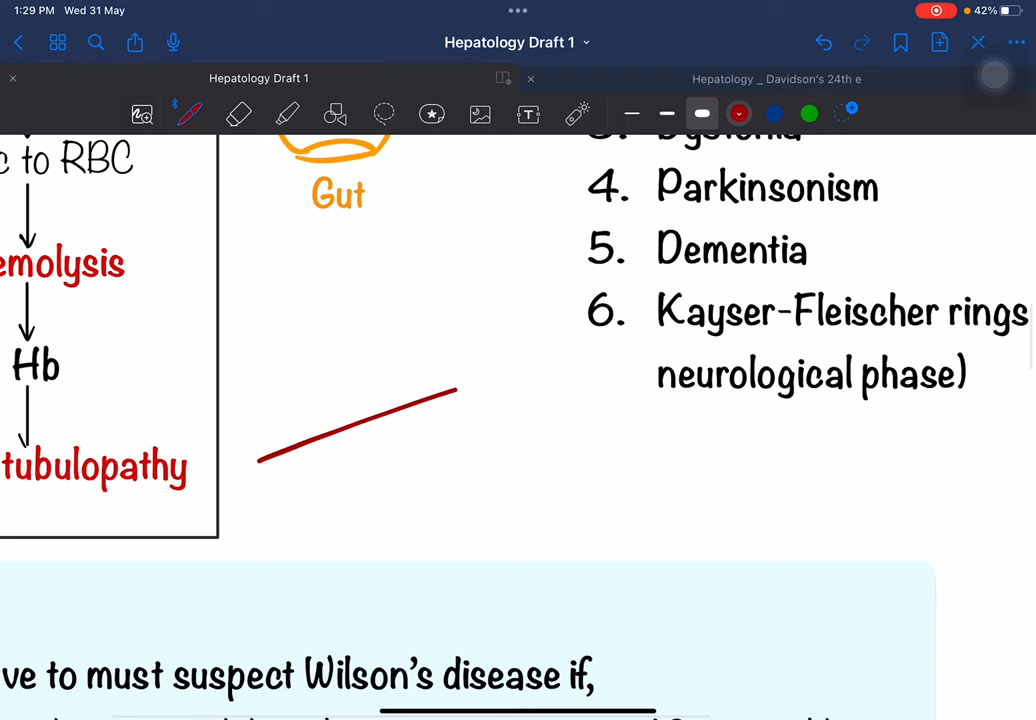 1:29 PM Wed 31 May
42%
Hepatology Draft 1
Hepatology Draft 1
Hepatology _ Davidson's 24th e
c to RBC
Gut
3. Dystonia
4. Parkinsonism
emolysis
5. Dementia
6. Kayser-Fleischer rings
Hb
neurological phase)
tubulopathy
ve to must suspect Wilson's disease if,